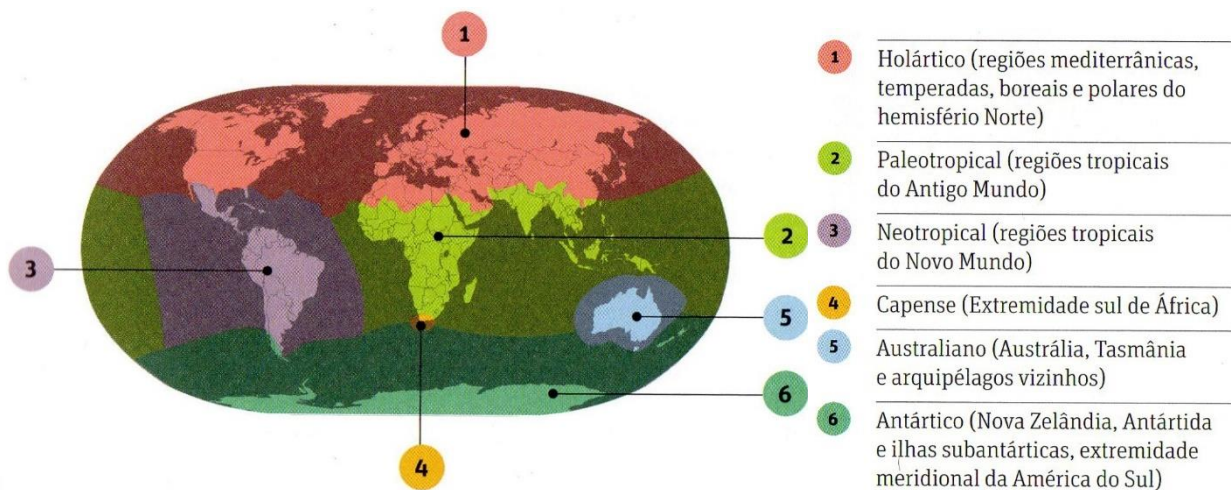 1
2
3
4
5
6
1
Holártico (regiões mediterrânicas,
temperadas, boreais e polares do
hemisfério Norte)
2
Paleotropical (regiões tropicais
do Antigo Mundo)
3
Neotropical (regiões tropicais
do Novo Mundo)
4
Capense (Extremidade sul de África)
5
Australiano (Austrália, Tasmânia
e arquipélagos vizinhos)
6
Antártico (Nova Zelândia, Antártida
e ilhas subantárticas, extremidade
meridional da América do Sul)